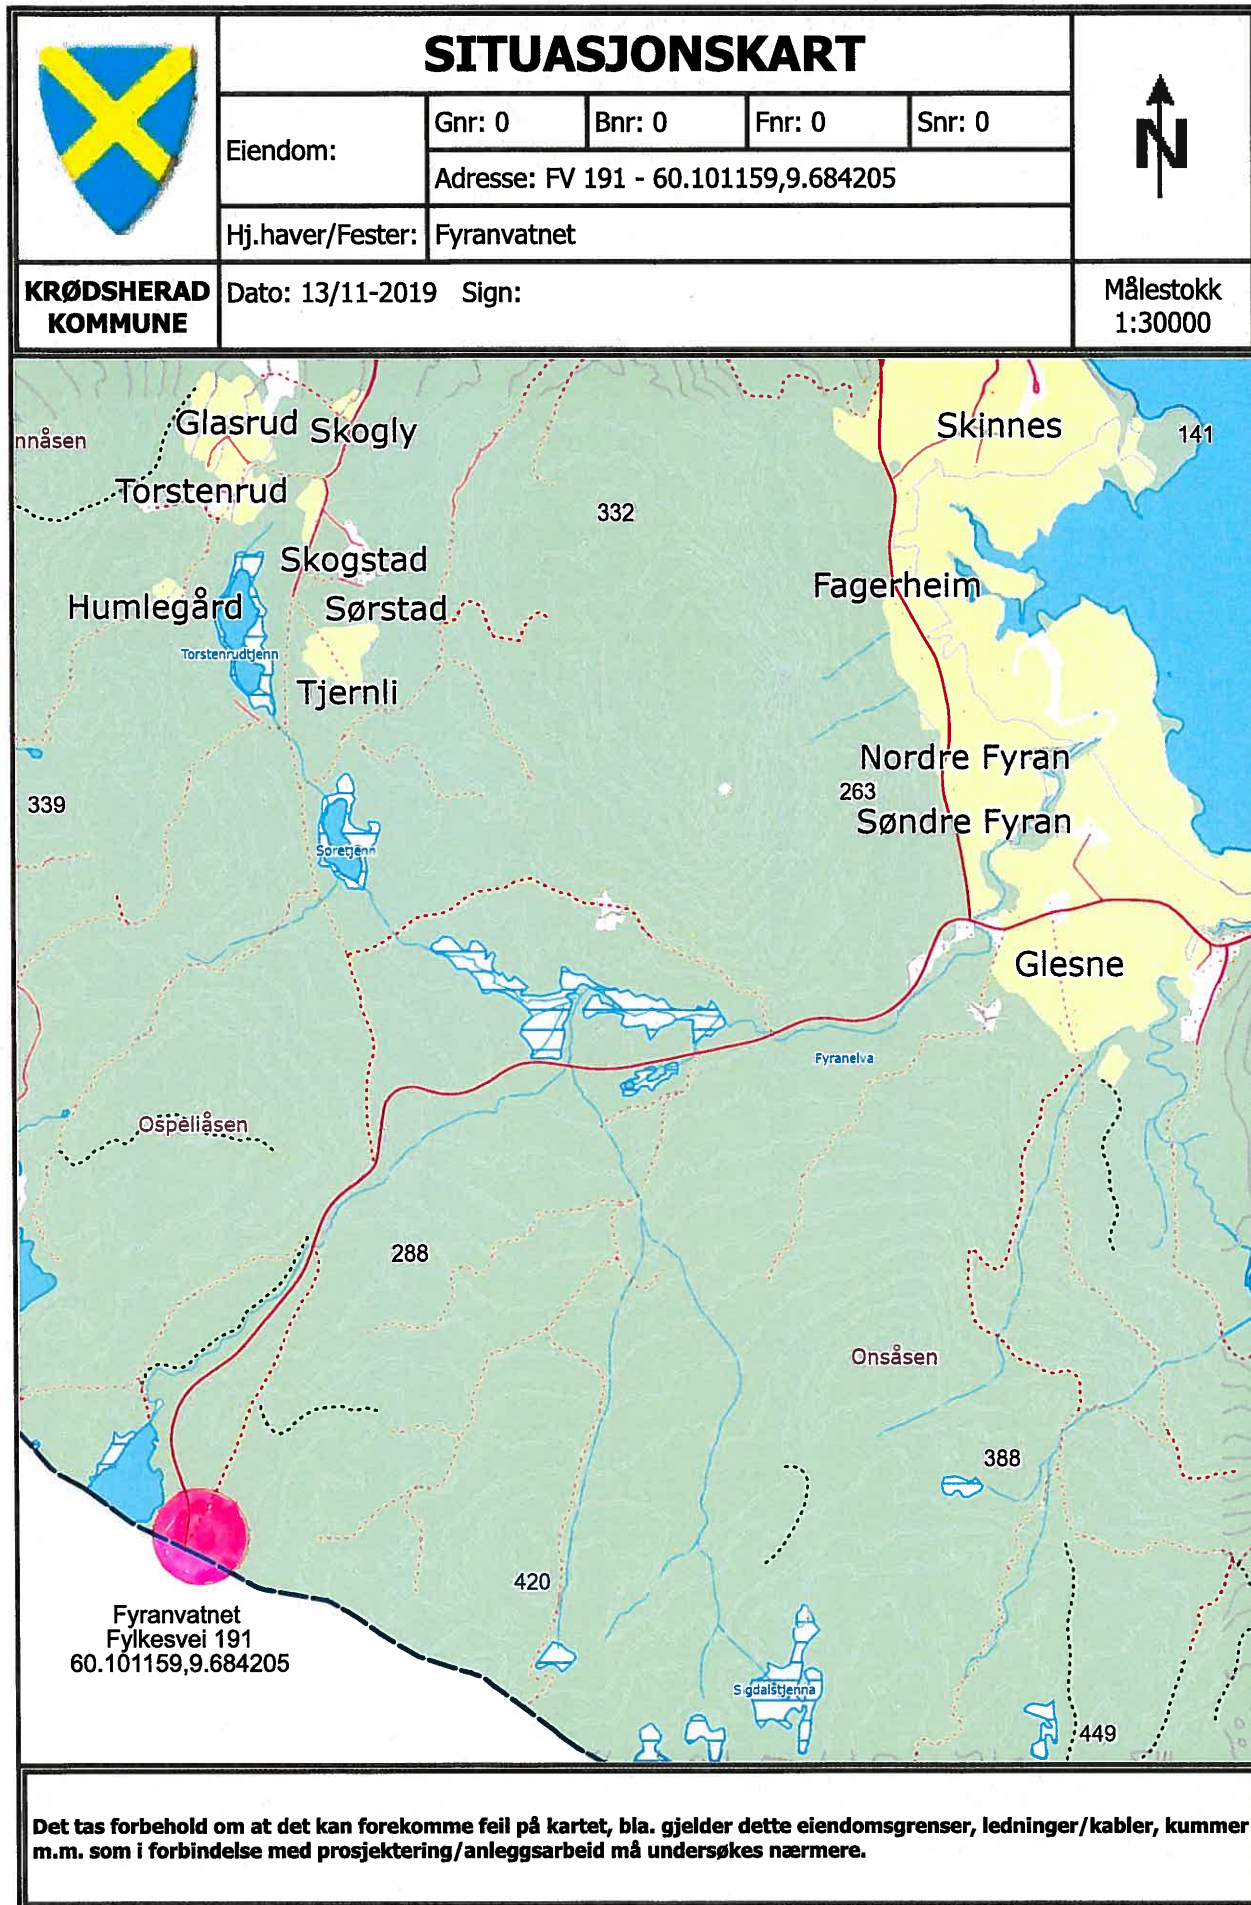 SITUASJONSKART
Eiendom:
Gnr: 0
Bnr: 0
Fnr: 0
Snr: 0
Adresse: FV 191 - 60.101159,9.684205
Hj.haver/Fester:
Fyranvatnet
N
KRØDSHERAD
KOMMUNE
Dato: 13/11-2019 Sign:
Målestokk
1:30000
Glasrud
Skogly
Skinnes
nnåsen
141
Torstenrud
332
Skogstad
Fagerheim
Humlegård
Sørstad
Torstenrudtjenn
Tjernli
Nordre Fyran
339
263
Søndre Fyran
Soretjenn
Glesne
Fyranelva
Ospeliåsen
288
Onsåsen
388
420
Fyranvatnet
Fylkesvei 191
60.101159,9.684205
Sigdalstjenna
449
Det tas forbehold om at det kan forekomme feil på kartet, bla. gjelder dette eiendomsgrenser, ledninger/kabler, kummer
m.m. som i forbindelse med prosjektering/anleggsarbeid må undersøkes nærmere.